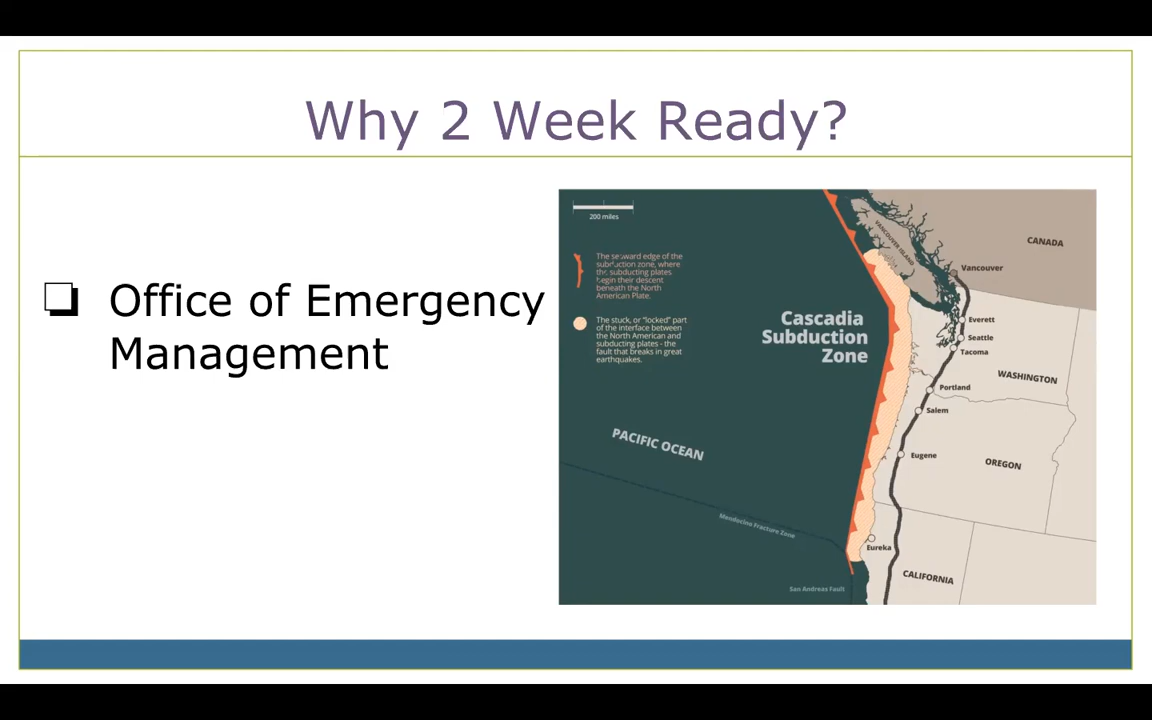 Why 2 Week Ready?
❏ Office of Emergency
Management
200 miles
The seaward edge of the
subduction zone, where
the subducting plates
begin their descent
beneath the North
American Plate.
The stuck, or "locked" part
of the interface between
the North American and
subducting plates - the
fault that breaks in great
earthquakes.
Cascadia
Subduction
Zone
PACIFIC OCEAN
Mendocino Fracture Zone
San Andreas Fault
VANCOUVER ISLAND
CANADA
Vancouver
Everett
Seattle
Tacoma
WASHINGTON
Portland
Salem
Eugene
OREGON
Eureka
CALIFORNIA